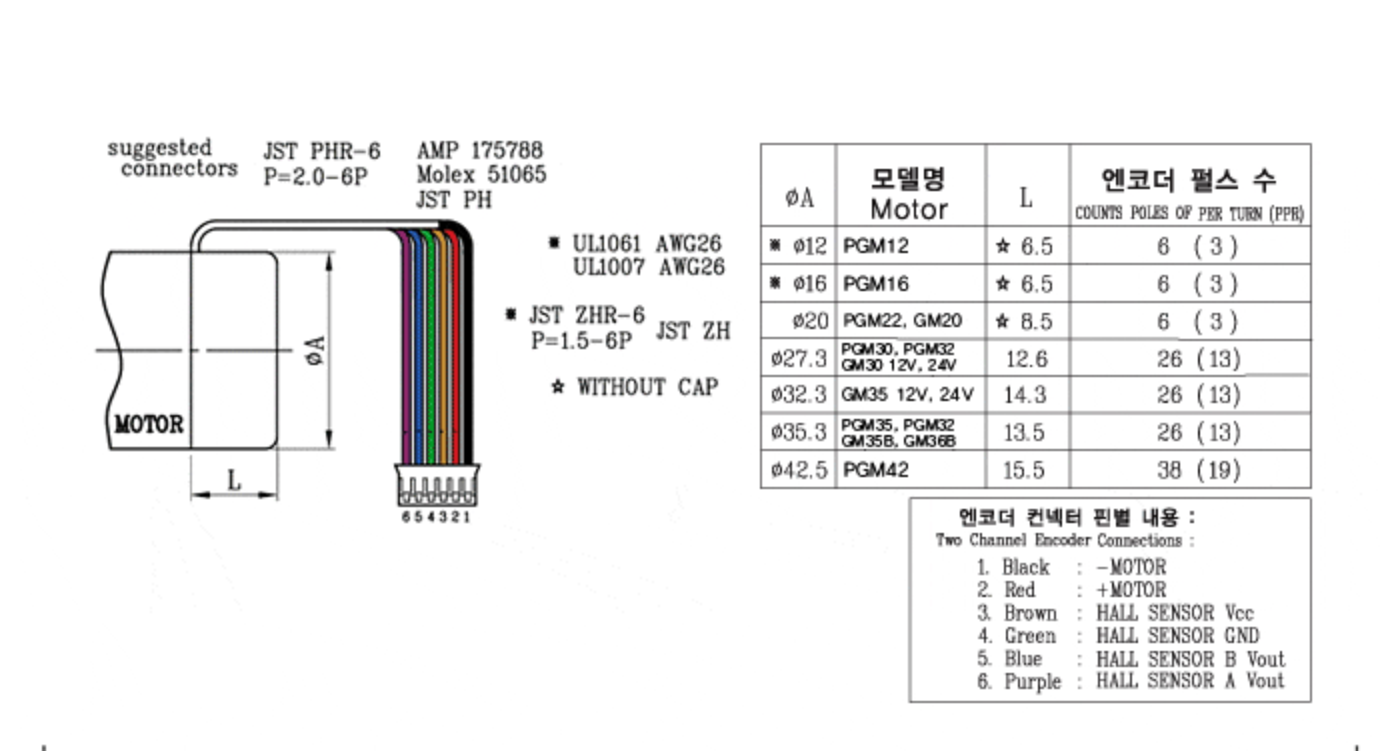 suggested
connectors
JST PHR-6
P=2.0-6P
AMP 175788
Molex 51065
JST PH
※ UL1061 AWG26
UL1007 AWG26
※ JST ZHR-6
P=1.5-6P
JST ZH
☆ WITHOUT CAP
MOTOR
L
øA
6 5 4 3 2 1
øA 모델명 L 엔코더 펄스 수
Motor COUNTS POLES OF PER TURN (PPR)
※ ø12 PGM12 ☆ 6.5 6 (3)
※ ø16 PGM16 ☆ 6.5 6 (3)
ø20 PGM22, GM20 ☆ 8.5 6 (3)
ø27.3 PGM30, PGM32 12.6 26 (13)
GM30 12V, 24V
ø32.3 GM35 12V, 24V 14.3 26 (13)
ø35.3 PGM35, PGM32 13.5 26 (13)
GM35B, GM36B
ø42.5 PGM42 15.5 38 (19)
엔코더 컨넥터 핀별 내용 :
Two Channel Encoder Connections :
1. Black : -MOTOR
2. Red : +MOTOR
3. Brown : HALL SENSOR Vcc
4. Green : HALL SENSOR GND
5. Blue : HALL SENSOR B Vout
6. Purple : HALL SENSOR A Vout